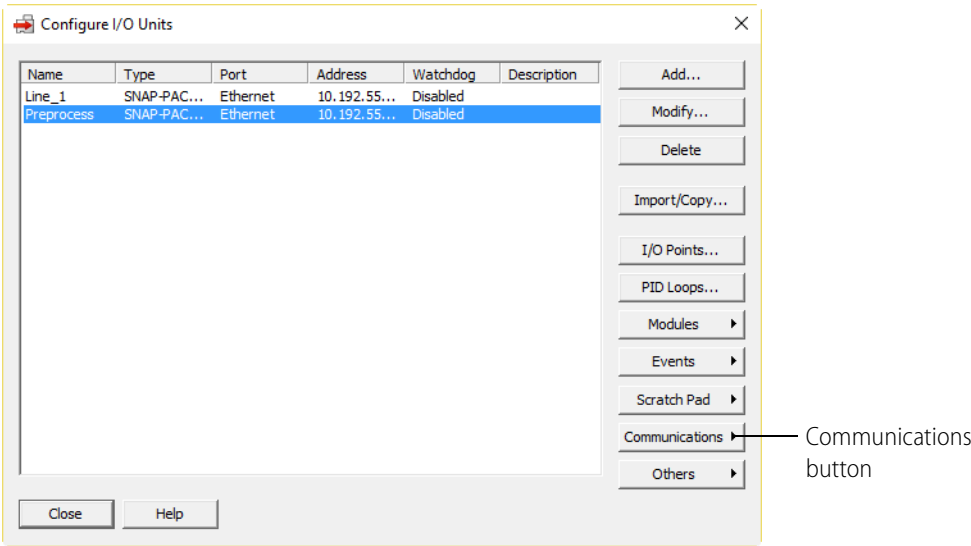 Configure I/O Units
Name Type Port Address Watchdog Description
Line_1 SNAP-PAC... Ethernet 10.192.55... Disabled
Preprocess SNAP-PAC... Ethernet 10.192.55... Disabled
Add...
Modify...
Delete
Import/Copy...
I/O Points...
PID Loops...
Modules
Events
Scratch Pad
Communications
Others
Communications
button
Close Help